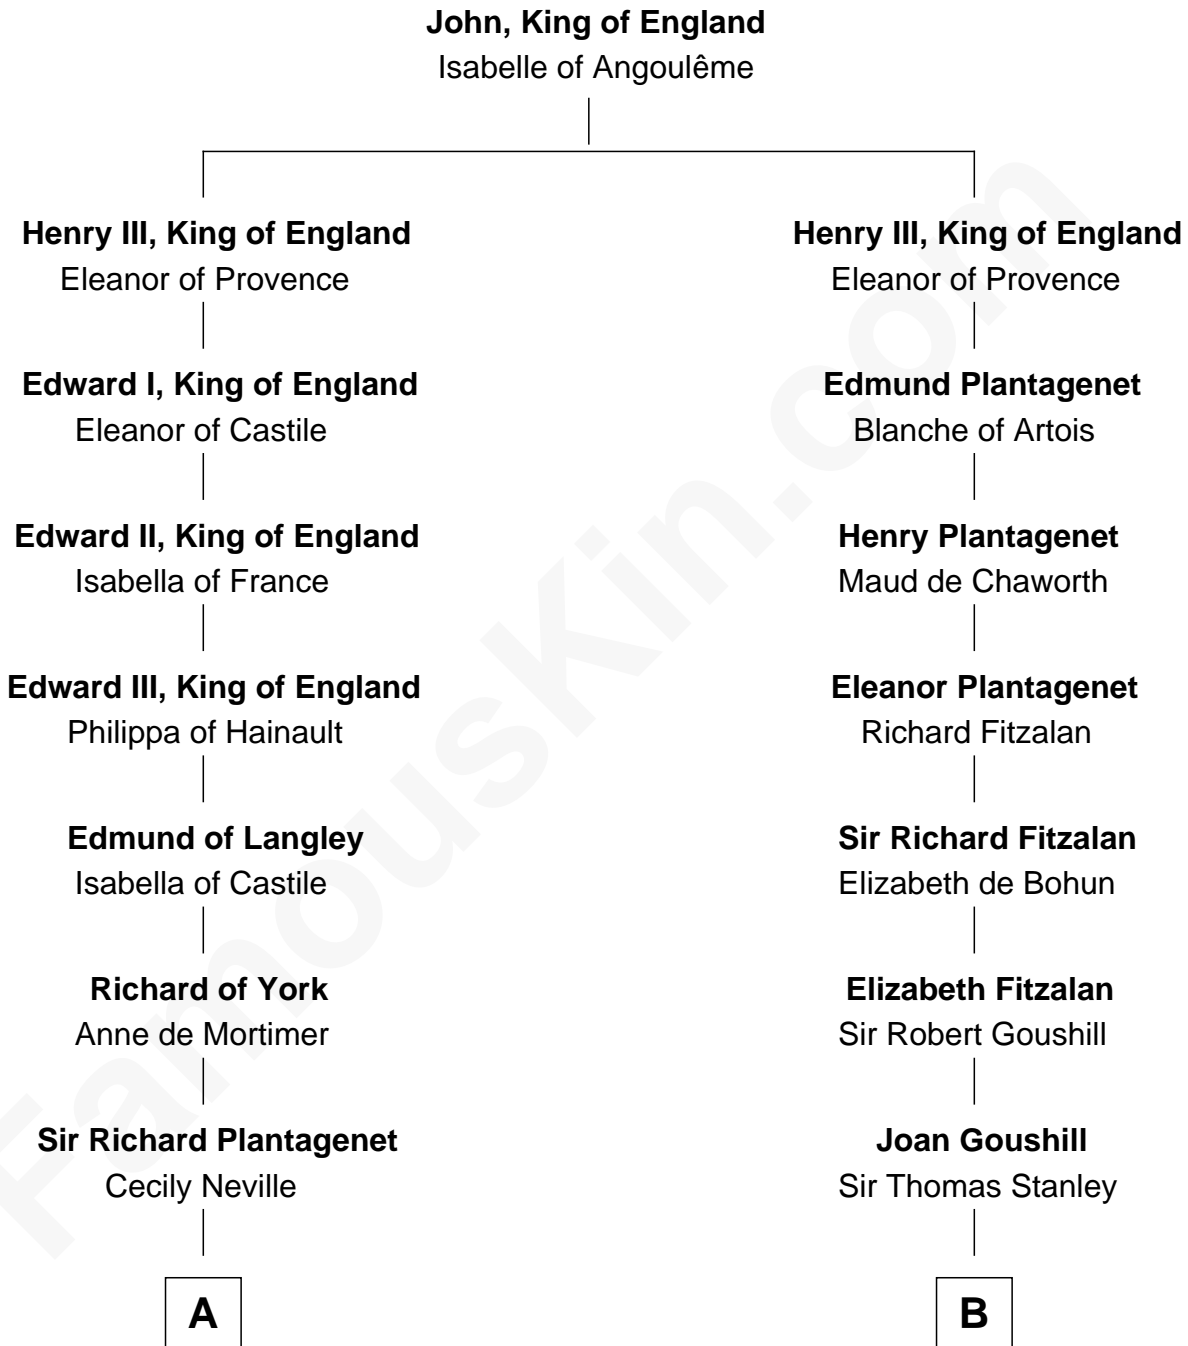 John, King of England
Isabelle of Angoulême
Henry III, King of England
Eleanor of Provence
Edward I, King of England
Eleanor of Castile
Edward II, King of England
Isabella of France
Edward III, King of England
Philippa of Hainault
Edmund of Langley
Isabella of Castile
Richard of York
Anne de Mortimer
Sir Richard Plantagenet
Cecily Neville
A
Henry III, King of England
Eleanor of Provence
Edmund Plantagenet
Blanche of Artois
Henry Plantagenet
Maud de Chaworth
Eleanor Plantagenet
Richard Fitzalan
Sir Richard Fitzalan
Elizabeth de Bohun
Elizabeth Fitzalan
Sir Robert Goushill
Joan Goushill
Sir Thomas Stanley
B
FamousKin.com